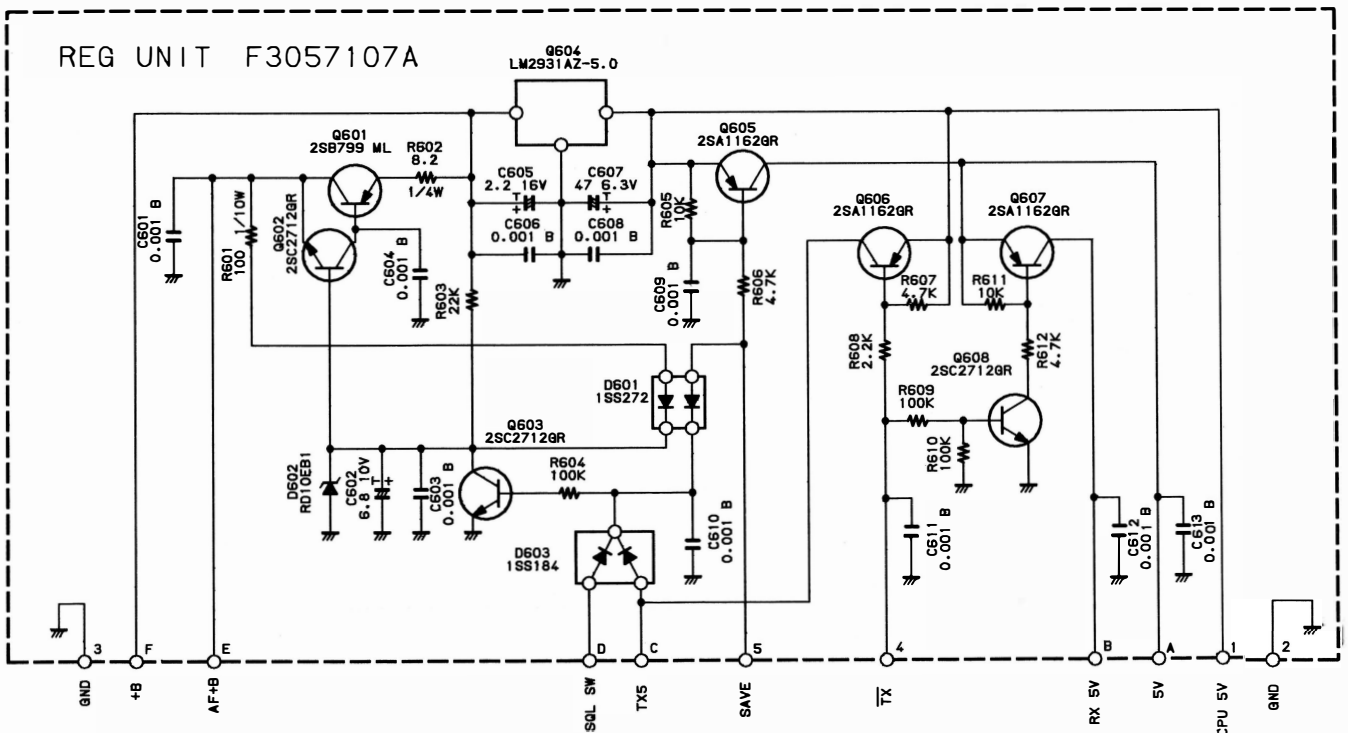 REG UNIT F3057107A
Q604
LM2931AZ-5.0
Q601
2SB799 ML
R602
8.2
1/4W
C605
2.2 16V
T
+
C607
47 6.3V
T
+
C606
0.001 B
C608
0.001 B
Q605
2SA1162GR
R605
10K
Q606
2SA1162GR
Q607
2SA1162GR
C601
0.001 B
R601
100 1/10W
Q602
2SC2712GR
C604
0.001 B
R603
22K
C609
0.001 B
R606
4.7K
R607
4.7K
R611
10K
R608
2.2K
R612
4.7K
Q608
2SC2712GR
D601
1SS272
R609
100K
R610
100K
Q603
2SC2712GR
D602
RD10EB1
C602
6.8 10V
T
+
C603
0.001 B
R604
100K
D603
1SS184
C610
0.001 B
C611
0.001 B
C612
0.001 B
C613
0.001 B
3
F
E
D
C
5
4
B
A
1
2
GND
+B
AF+B
SQL SW
TX5
SAVE
TX
RX 5V
5V
CPU 5V
GND